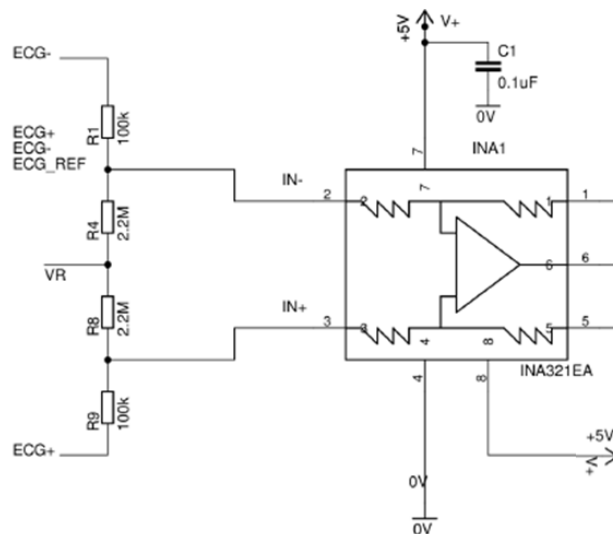 ECG-
ECG+
ECG-
ECG_REF
R1
100k
R4
2.2M
VR
R8
2.2M
R9
100k
ECG+
IN-
IN+
+5V
V+
C1
0.1uF
0V
INA1
7
7
2
2
1
1
6
6
3
3
5
5
4
8
4
8
INA321EA
0V
0V
+5V
V+